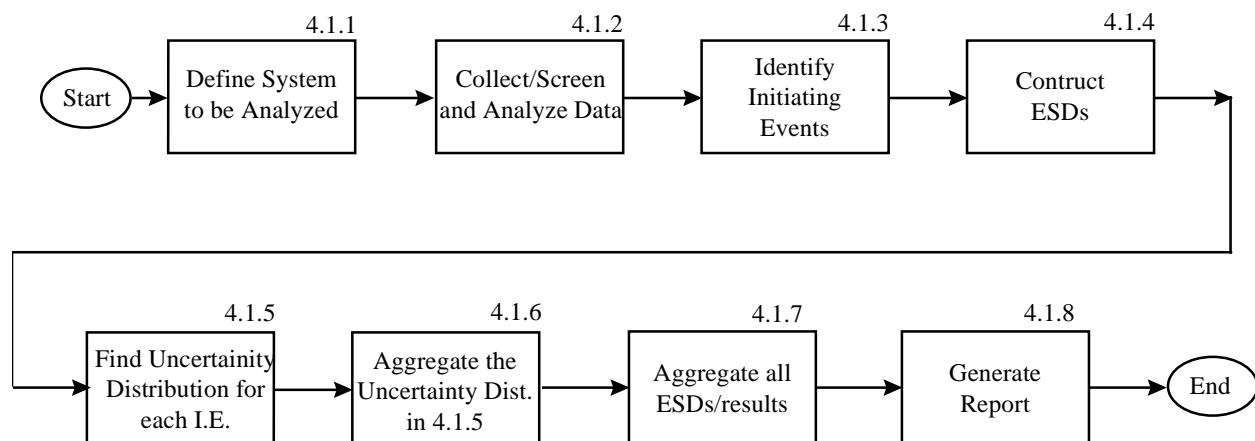 4.1.1
4.1.2
4.1.3
4.1.4
Start
Define System
to be Analyzed
Collect/Screen
and Analyze Data
Identify
Initiating
Events
Contruct
ESDs
4.1.5
4.1.6
4.1.7
4.1.8
Find Uncertainity
Distribution for
each I.E.
Aggregate the
Uncertainty Dist.
in 4.1.5
Aggregate all
ESDs/results
Generate
Report
End